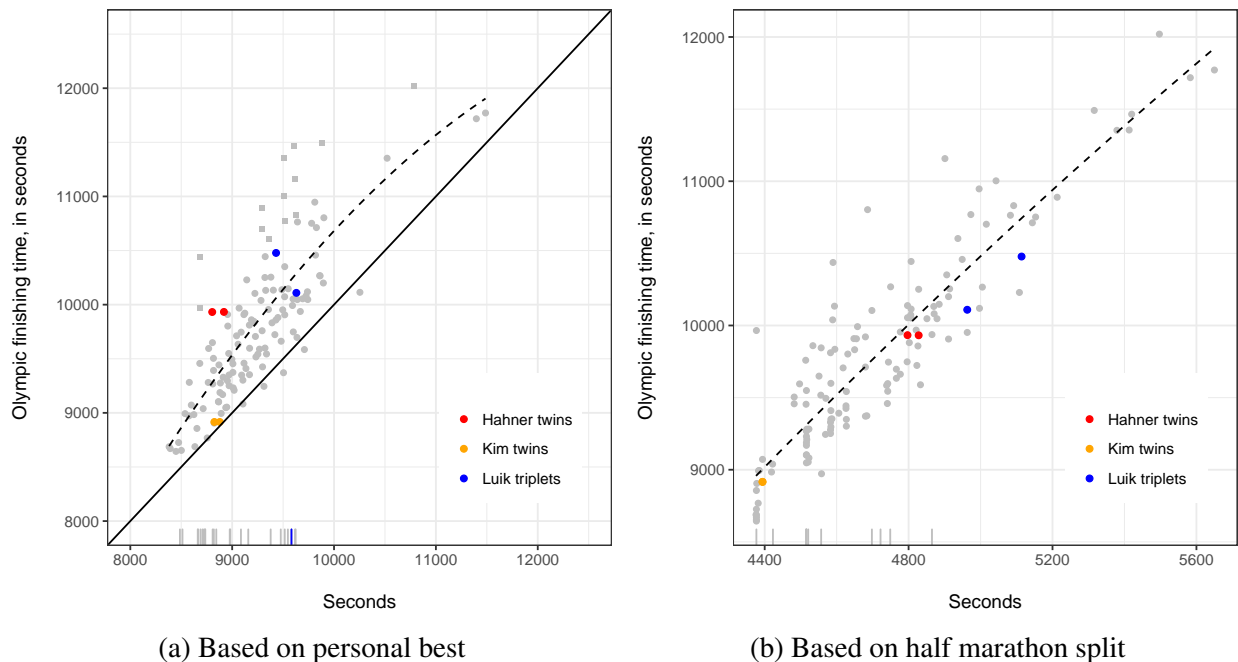 12000
11000
10000
9000
8000
Olympic finishing time, in seconds
8000 9000 10000 11000 12000
Seconds
Hahner twins
Kim twins
Luik triplets
(a) Based on personal best
12000
11000
10000
9000
Olympic finishing time, in seconds
4400 4800 5200 5600
Seconds
Hahner twins
Kim twins
Luik triplets
(b) Based on half marathon split